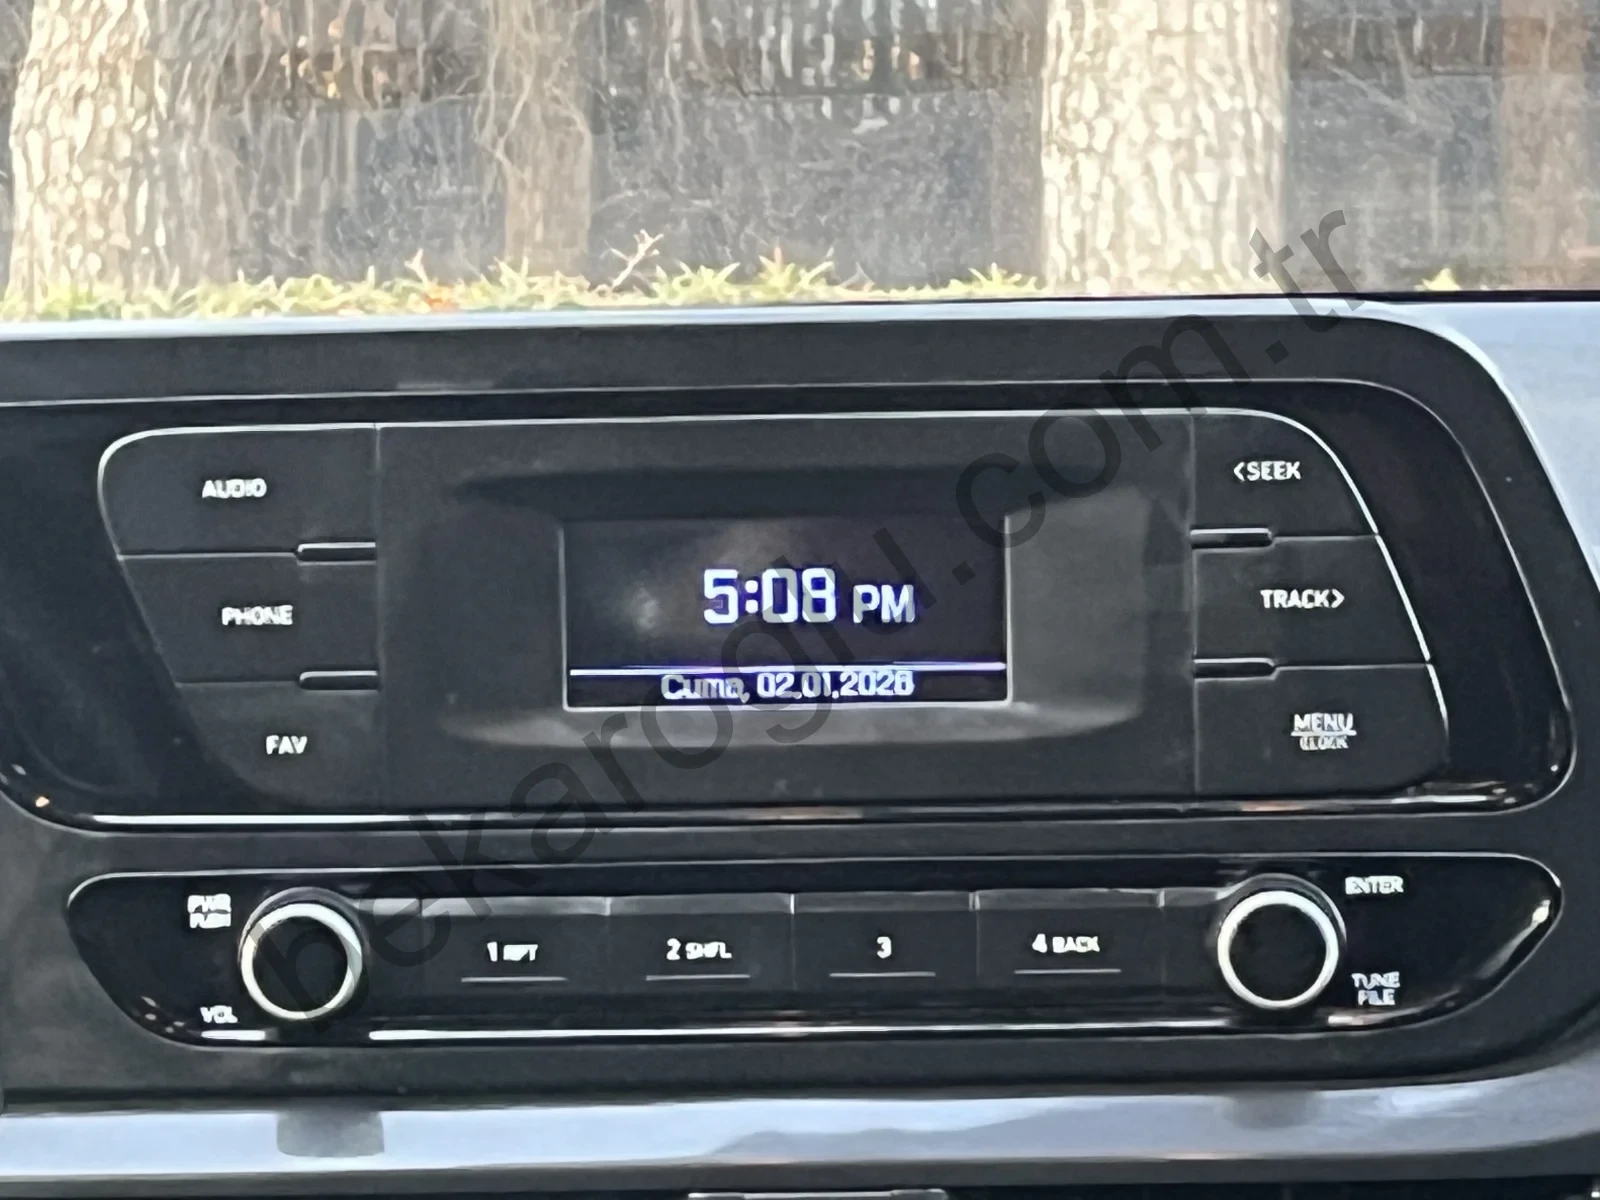 AUDIO
<SEEK
PHONE
5:08 PM
TRACK>
Cuma, 02.01.2026
FAV
MENU
CLOCK
PWR
PUSH
ENTER
1 RPT
2 SHFL
3
4 BACK
VOL
TUNE
FILE
bekaroglu.com.tr